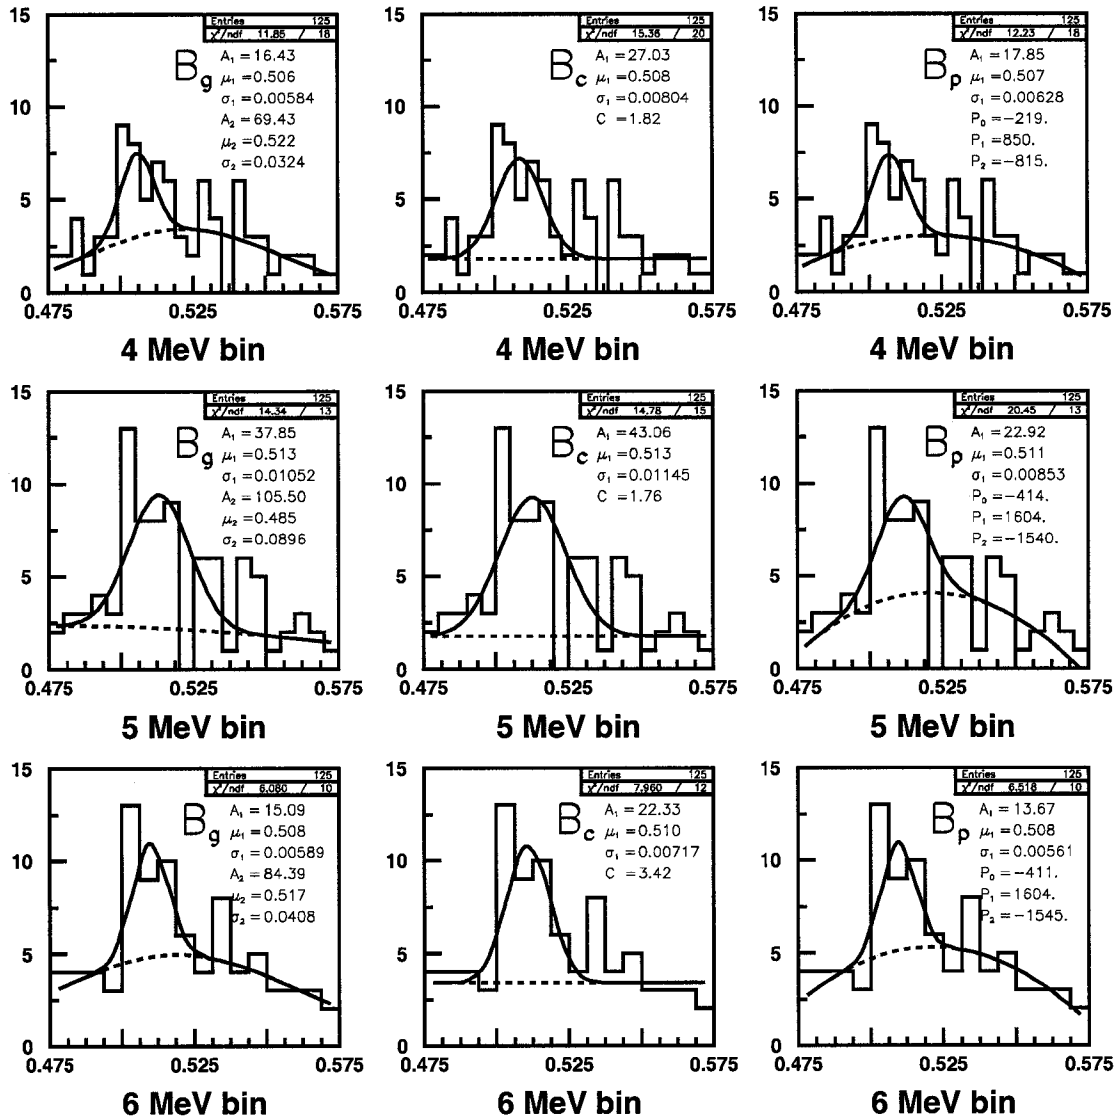 15
10
5
0
0.475 0.525 0.575
Entries 125
χ²/ndf 11.85 / 18
B_g
A₁ = 16.43
μ₁ = 0.506
σ₁ = 0.00584
A₂ = 69.43
μ₂ = 0.522
σ₂ = 0.0324
4 MeV bin
15
10
5
0
0.475 0.525 0.575
Entries 125
χ²/ndf 15.36 / 20
B_c
A₁ = 27.03
μ₁ = 0.508
σ₁ = 0.00804
C = 1.82
4 MeV bin
15
10
5
0
0.475 0.525 0.575
Entries 125
χ²/ndf 12.23 / 18
B_p
A₁ = 17.85
μ₁ = 0.507
σ₁ = 0.00628
P₀ = -219.
P₁ = 850.
P₂ = -815.
4 MeV bin
15
10
5
0
0.475 0.525 0.575
Entries 125
χ²/ndf 14.34 / 13
B_g
A₁ = 37.85
μ₁ = 0.513
σ₁ = 0.01052
A₂ = 105.50
μ₂ = 0.485
σ₂ = 0.0896
5 MeV bin
15
10
5
0
0.475 0.525 0.575
Entries 125
χ²/ndf 14.78 / 15
B_c
A₁ = 43.06
μ₁ = 0.513
σ₁ = 0.01145
C = 1.76
5 MeV bin
15
10
5
0
0.475 0.525 0.575
Entries 125
χ²/ndf 20.45 / 13
B_p
A₁ = 22.92
μ₁ = 0.511
σ₁ = 0.00853
P₀ = -414.
P₁ = 1604.
P₂ = -1540.
5 MeV bin
15
10
5
0
0.475 0.525 0.575
Entries 125
χ²/ndf 6.080 / 10
B_g
A₁ = 15.09
μ₁ = 0.508
σ₁ = 0.00589
A₂ = 84.39
μ₂ = 0.517
σ₂ = 0.0408
6 MeV bin
15
10
5
0
0.475 0.525 0.575
Entries 125
χ²/ndf 7.960 / 12
B_c
A₁ = 22.33
μ₁ = 0.510
σ₁ = 0.00717
C = 3.42
6 MeV bin
15
10
5
0
0.475 0.525 0.575
Entries 125
χ²/ndf 6.518 / 10
B_p
A₁ = 13.67
μ₁ = 0.508
σ₁ = 0.00561
P₀ = -411.
P₁ = 1604.
P₂ = -1545.
6 MeV bin